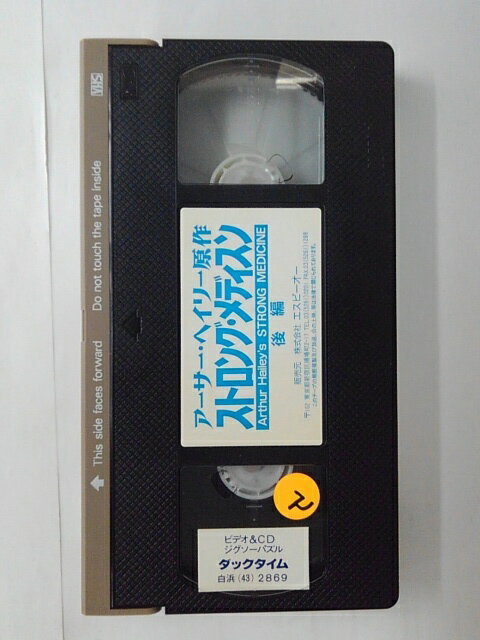 VHS
Do not touch the tape inside
This side faces forward
アーサー・ヘイリー原作
ストロング・メディスン
Arthur Hailey's STRONG MEDICINE
後編
販売元 株式会社 エスピーオー
ビデオ&CD
ジグソーパズル
ダックタイム
白浜(43)2869